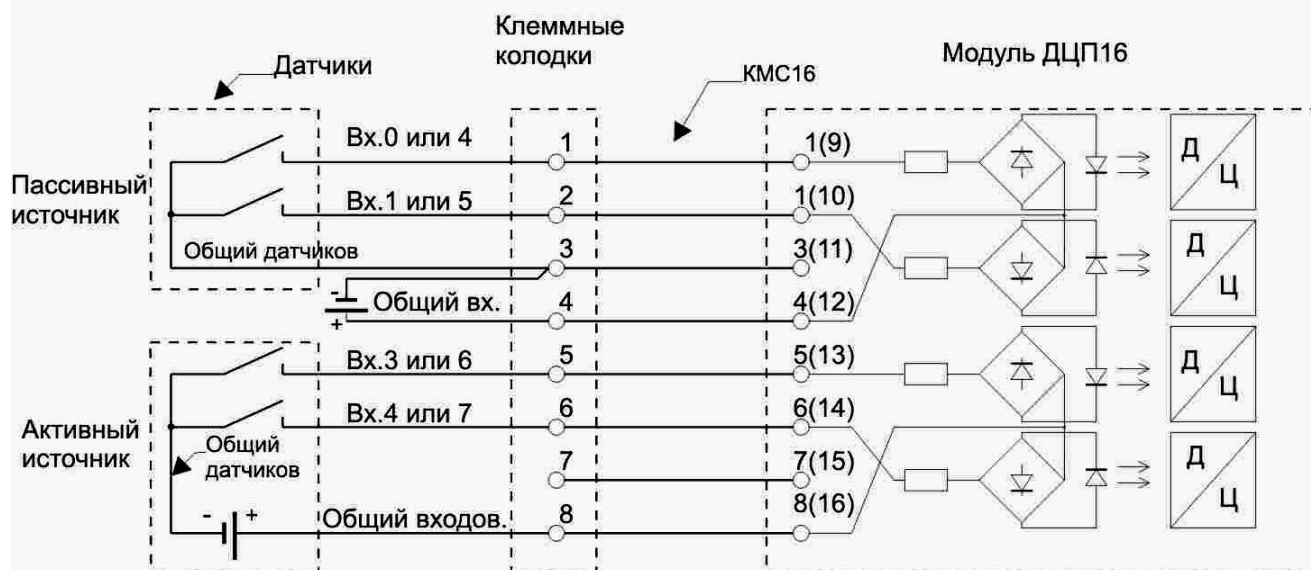 Клеммные
колодки
Датчики
КМС16
Модуль ДЦП16
Вх.0 или 4
1
1(9)
Д
Ц
Пассивный
источник
Вх.1 или 5
2
1(10)
Общий датчиков
3
3(11)
Д
Ц
-
+
Общий вх.
4
4(12)
Вх.3 или 6
5
5(13)
Д
Ц
Вх.4 или 7
6
6(14)
Активный
источник
Общий
датчиков
7
7(15)
Д
Ц
- +
Общий входов.
8
8(16)